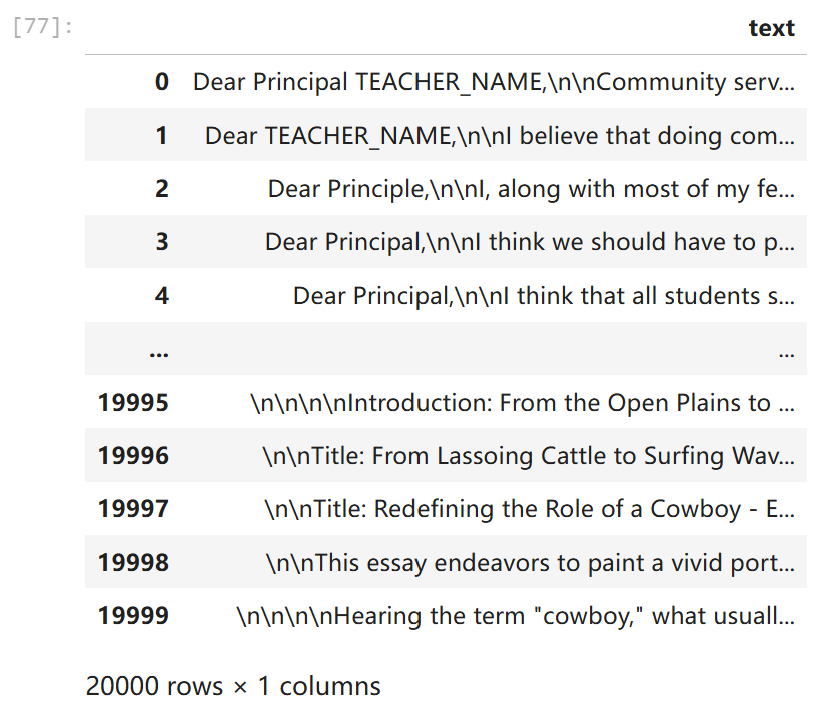 [77]:
text
0 Dear Principal TEACHER_NAME,\n\nCommunity serv...
1 Dear TEACHER_NAME,\n\nI believe that doing com...
2 Dear Principle,\n\nI, along with most of my fe...
3 Dear Principal,\n\nI think we should have to p...
4 Dear Principal,\n\nI think that all students s...
... ...
19995 \n\n\n\nIntroduction: From the Open Plains to ...
19996 \n\nTitle: From Lassoing Cattle to Surfing Wav...
19997 \n\nTitle: Redefining the Role of a Cowboy - E...
19998 \n\nThis essay endeavors to paint a vivid port...
19999 \n\n\n\nHearing the term "cowboy," what usuall...
20000 rows × 1 columns